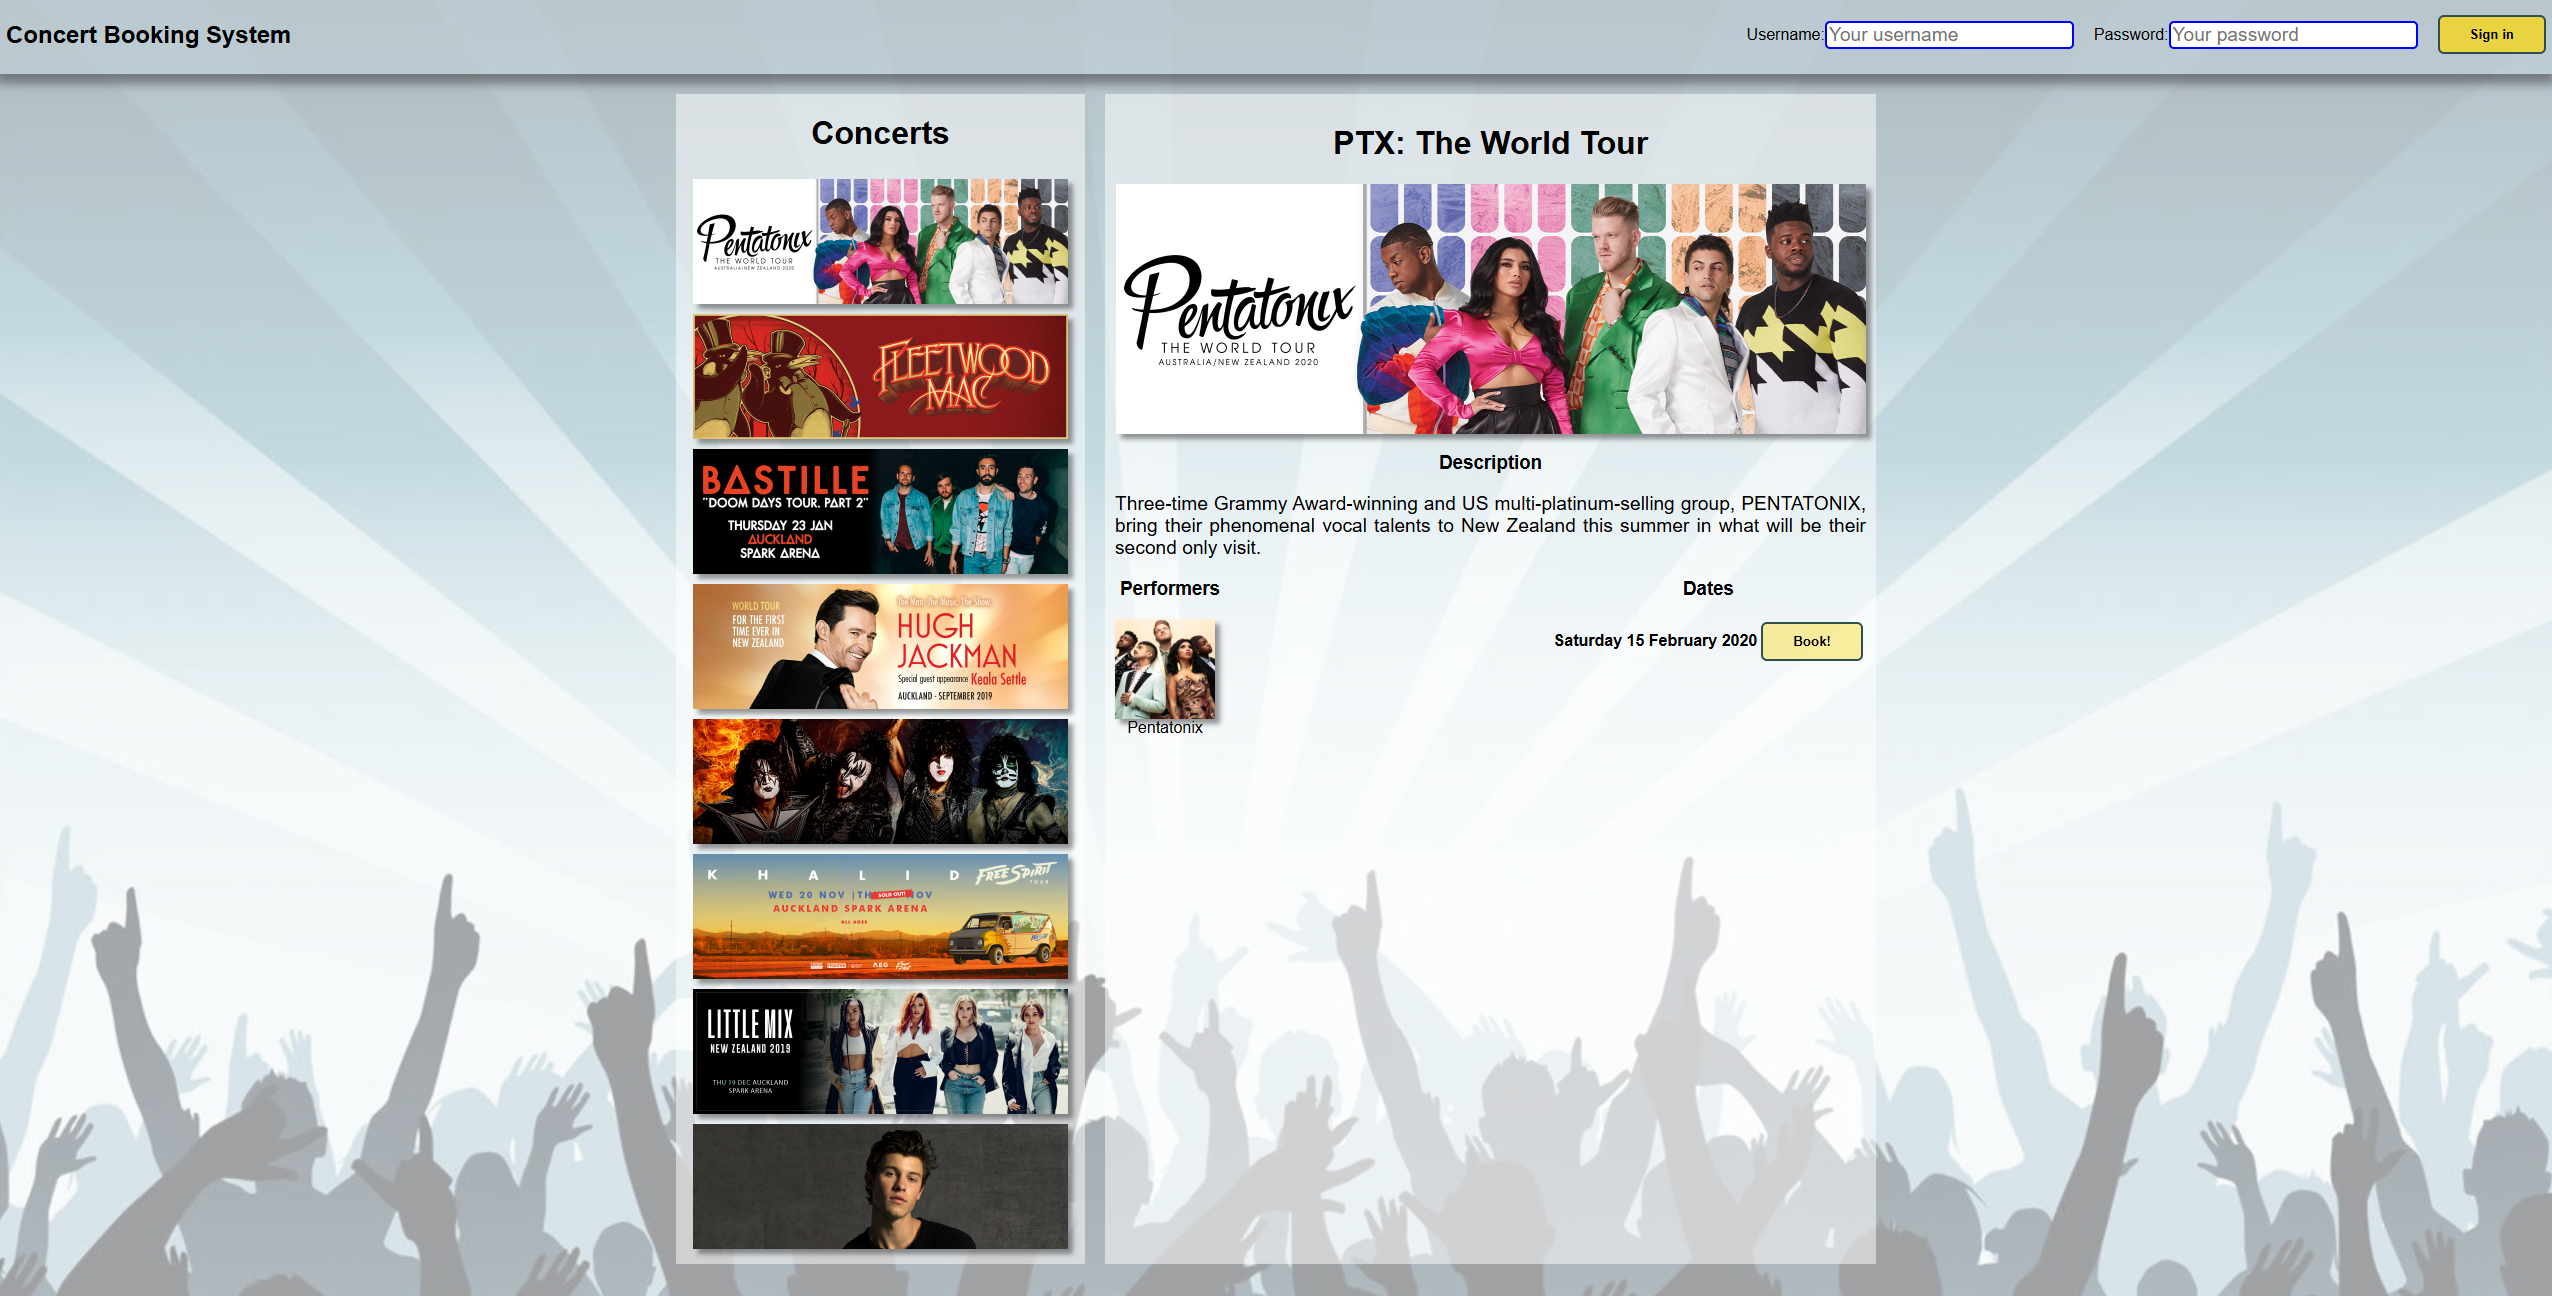 Concert Booking System
Username: Your username
Password: Your password
Sign in
Concerts
Pentatonix
THE WORLD TOUR
AUSTRALIA/NEW ZEALAND 2020
FLEETWOOD
MAC
BASTILLE
"DOOM DAYS TOUR. PART 2"
THURSDAY 23 JAN
AUCKLAND
SPARK ARENA
WORLD TOUR
FOR THE FIRST
TIME EVER IN
NEW ZEALAND
The Man. The Music. The Show.
HUGH
JACKMAN
Special guest appearance Keala Settle
AUCKLAND - SEPTEMBER 2019
KHALID
FREE SPIRIT
TOUR
WED 20 NOV | TH NOV
SOLD OUT!
AUCKLAND SPARK ARENA
ALL AGES
AEG
LITTLE MIX
NEW ZEALAND 2019
THU 19 DEC AUCKLAND
SPARK ARENA
PTX: The World Tour
Pentatonix
THE WORLD TOUR
AUSTRALIA/NEW ZEALAND 2020
Description
Three-time Grammy Award-winning and US multi-platinum-selling group, PENTATONIX,
bring their phenomenal vocal talents to New Zealand this summer in what will be their
second only visit.
Performers
Pentatonix
Dates
Saturday 15 February 2020 Book!